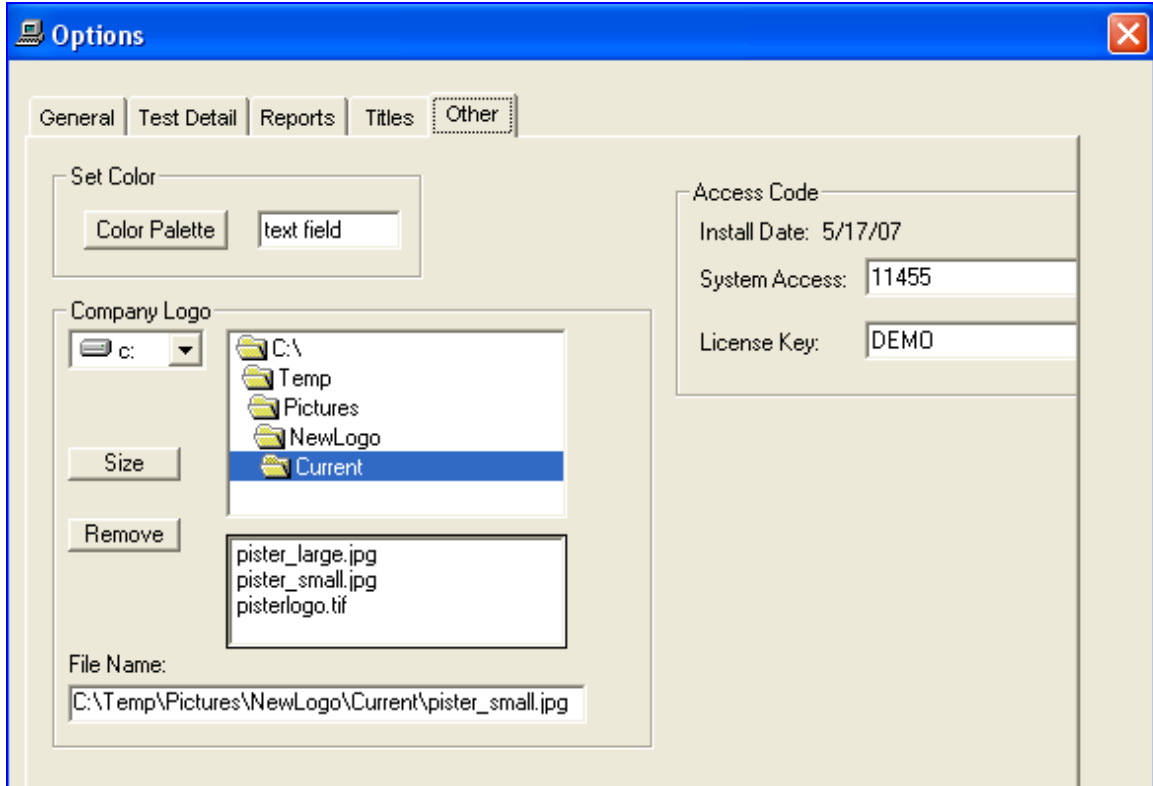 Options
General Test Detail Reports Titles Other
Set Color
Color Palette text field
Access Code
Install Date: 5/17/07
System Access: 11455
License Key: DEMO
Company Logo
c:
C:\
Temp
Pictures
NewLogo
Current
Size
Remove
pister_large.jpg
pister_small.jpg
pisterlogo.tif
File Name:
C:\Temp\Pictures\NewLogo\Current\pister_small.jpg